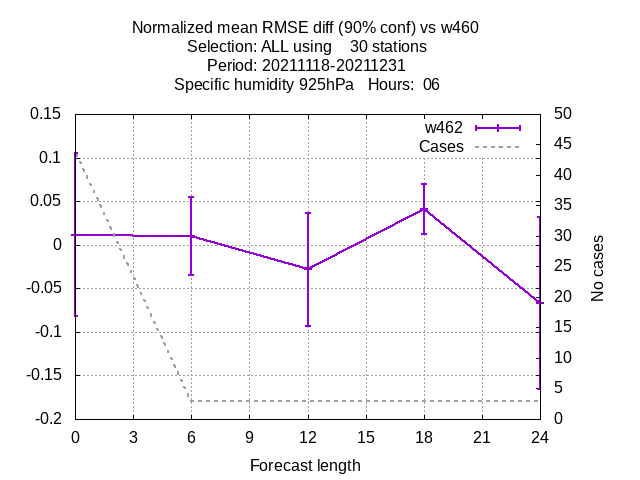 Normalized mean RMSE diff (90% conf) vs w460
Selection: ALL using    30 stations
Period: 20211118-20211231
Specific humidity 925hPa   Hours:  06
w462
Cases
0.15
0.1
0.05
0
-0.05
-0.1
-0.15
-0.2
50
45
40
35
30
25
20
15
10
5
0
No cases
0 3 6 9 12 15 18 21 24
Forecast length